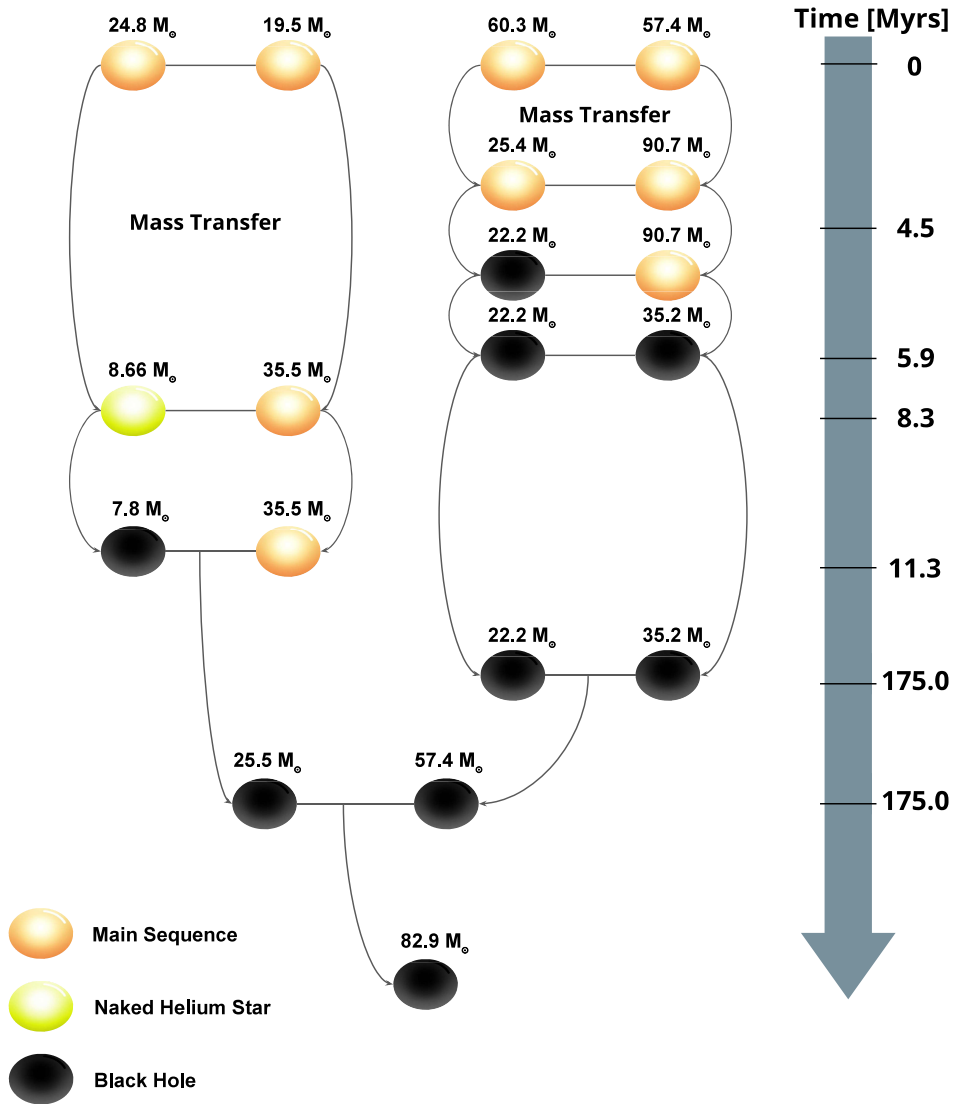 24.8 M☉ 19.5 M☉ 60.3 M☉ 57.4 M☉ Time [Myrs]
0
Mass Transfer
25.4 M☉ 90.7 M☉
Mass Transfer
4.5
22.2 M☉ 90.7 M☉
22.2 M☉ 35.2 M☉
5.9
8.66 M☉ 35.5 M☉
8.3
7.8 M☉ 35.5 M☉
11.3
22.2 M☉ 35.2 M☉
175.0
25.5 M☉ 57.4 M☉
175.0
Main Sequence
82.9 M☉
Naked Helium Star
Black Hole